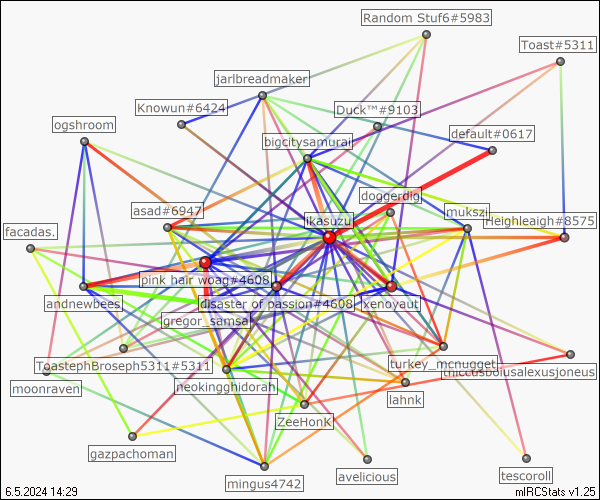 Random Stuf6#5983
Toast#5311
jarlbreadmaker
Knowun#6424
Duck™#9103
ogshroom
default#0617
bigcitysamurai
doggerdig
asad#6947
ikasuzu
mukszi
Heighleaigh#8575
facadas.
pink hair woag#4608
andnewbees
disaster of passion#4608
xenoyaut
gregor_samsa
ToastephBroseph5311#5311
turkey_mcnugget
moonraven
neokingghidorah
lahnk
ZeeHonK
gazpachoman
mingus4742
avelicious
tescoroll
6.5.2024 14:29
mIRCStats v1.25